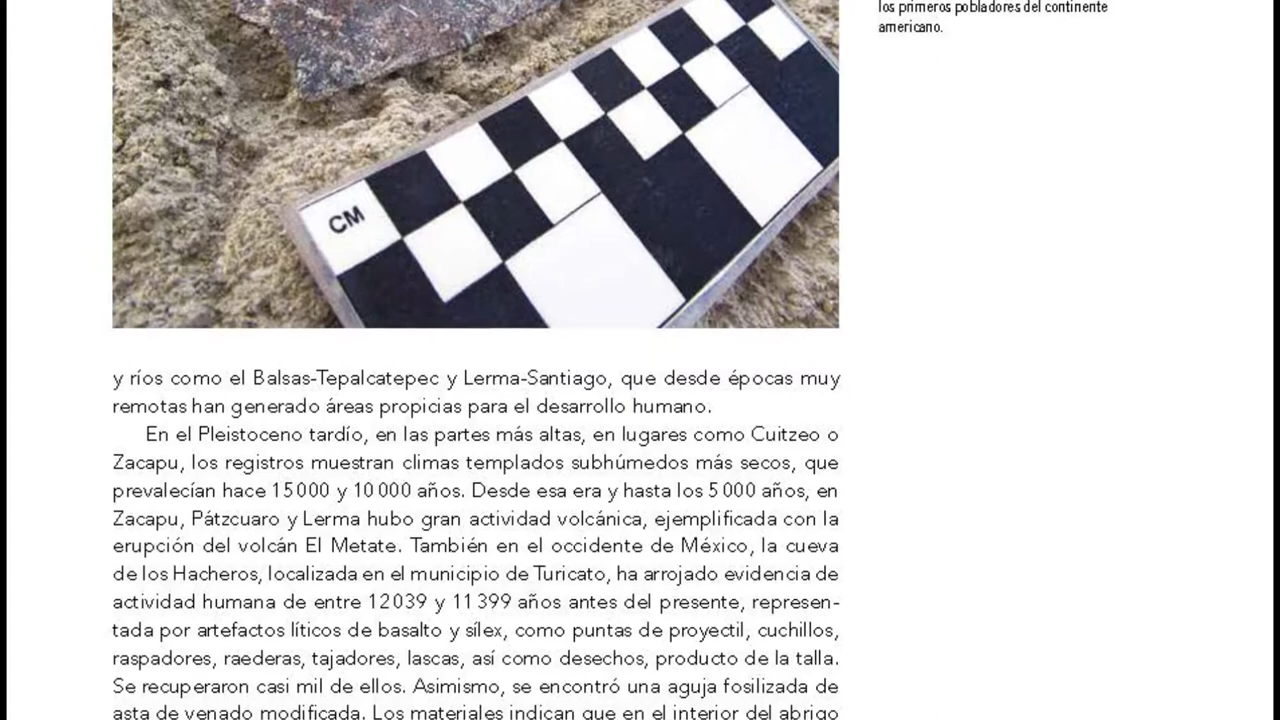 los primeros pobladores del continente
americano.
CM
y ríos como el Balsas-Tepalcatepec y Lerma-Santiago, que desde épocas muy
remotas han generado áreas propicias para el desarrollo humano.
En el Pleistoceno tardío, en las partes más altas, en lugares como Cuitzeo o
Zacapu, los registros muestran climas templados subhúmedos más secos, que
prevalecían hace 15 000 y 10 000 años. Desde esa era y hasta los 5 000 años, en
Zacapu, Pátzcuaro y Lerma hubo gran actividad volcánica, ejemplificada con la
erupción del volcán El Metate. También en el occidente de México, la cueva
de los Hacheros, localizada en el municipio de Turicato, ha arrojado evidencia de
actividad humana de entre 12 039 y 11 399 años antes del presente, represen-
tada por artefactos líticos de basalto y sílex, como puntas de proyectil, cuchillos,
raspadores, raederas, tajadores, lascas, así como desechos, producto de la talla.
Se recuperaron casi mil de ellos. Asimismo, se encontró una aguja fosilizada de
asta de venado modificada. Los materiales indican que en el interior del abrigo